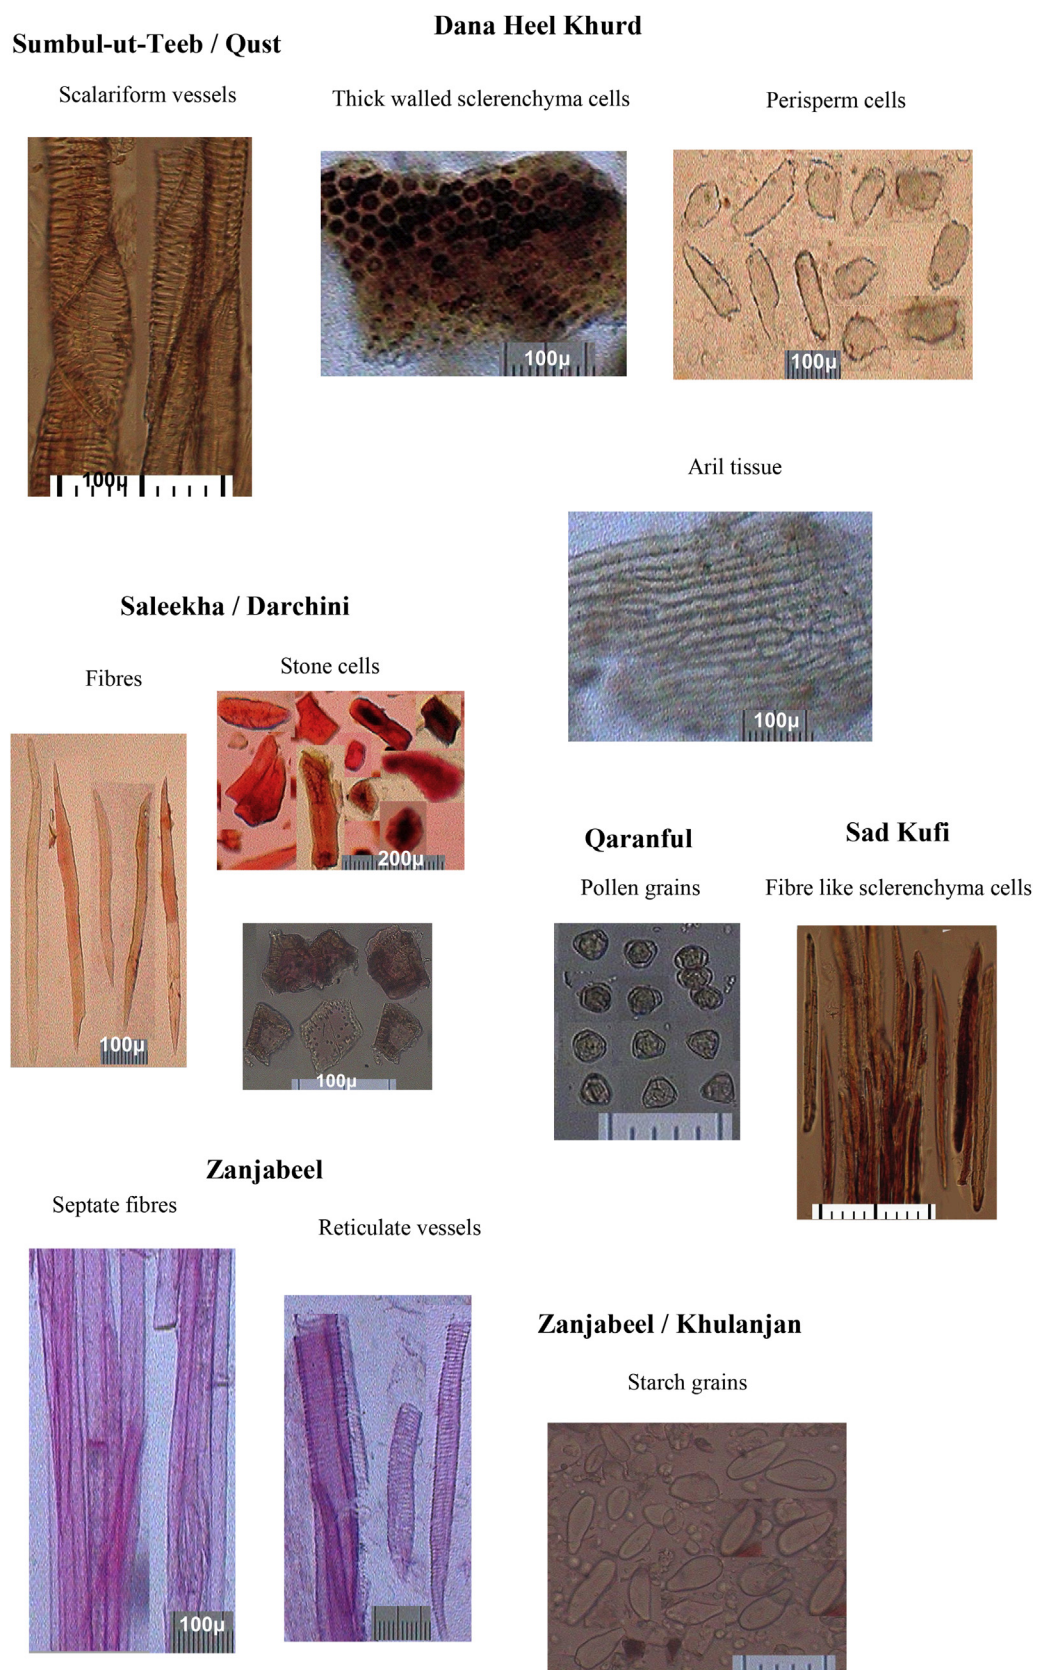 Dana Heel Khurd
Sumbul-ut-Teeb / Qust
Scalariform vessels
Thick walled sclerenchyma cells
Perisperm cells
100µ
100µ
100µ
Aril tissue
100µ
Saleekha / Darchini
Fibres
Stone cells
200µ
100µ
100µ
Qaranful
Sad Kufi
Pollen grains
Fibre like sclerenchyma cells
Zanjabeel
Septate fibres
Reticulate vessels
100µ
Zanjabeel / Khulanjan
Starch grains